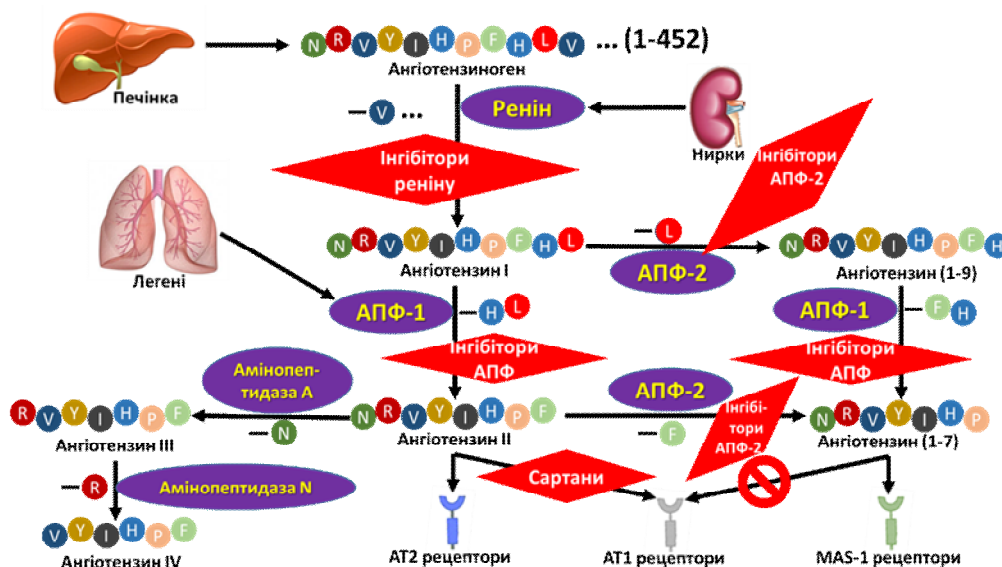 N R V Y I H P F H L V ... (1-452)
Ангіотензиноген
Печінка
– V ...
Ренін
Нирки
Інгібітори
реніну
Інгібітори
АПФ-2
N R V Y I H P F H L
Ангіотензин I
– L
АПФ-2
N R V Y I H P F H
Ангіотензин (1-9)
Легені
АПФ-1
– H L
АПФ-1
– F H
Інгібітори
АПФ
Інгібітори
АПФ
Амінопеп-
тидаза А
– N
АПФ-2
– F
Інгібі-
тори
АПФ-2
R V Y I H P F
Ангіотензин III
N R V Y I H P F
Ангіотензин II
N R V Y I H P
Ангіотензин (1-7)
– R
Амінопептидаза N
Сартани
V Y I H P F
Ангіотензин IV
АТ2 рецептори
АТ1 рецептори
MAS-1 рецептори